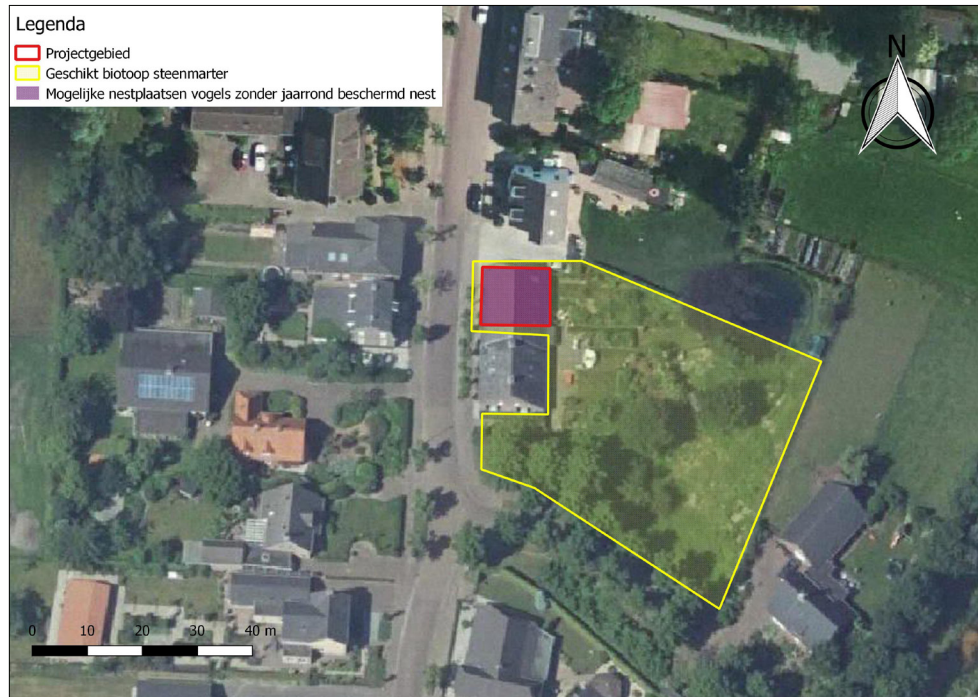 Legenda
Projectgebied
Geschikt biotoop steenmarter
Mogelijke nestplaatsen vogels zonder jaarrond beschermd nest
N
0 10 20 30 40 m